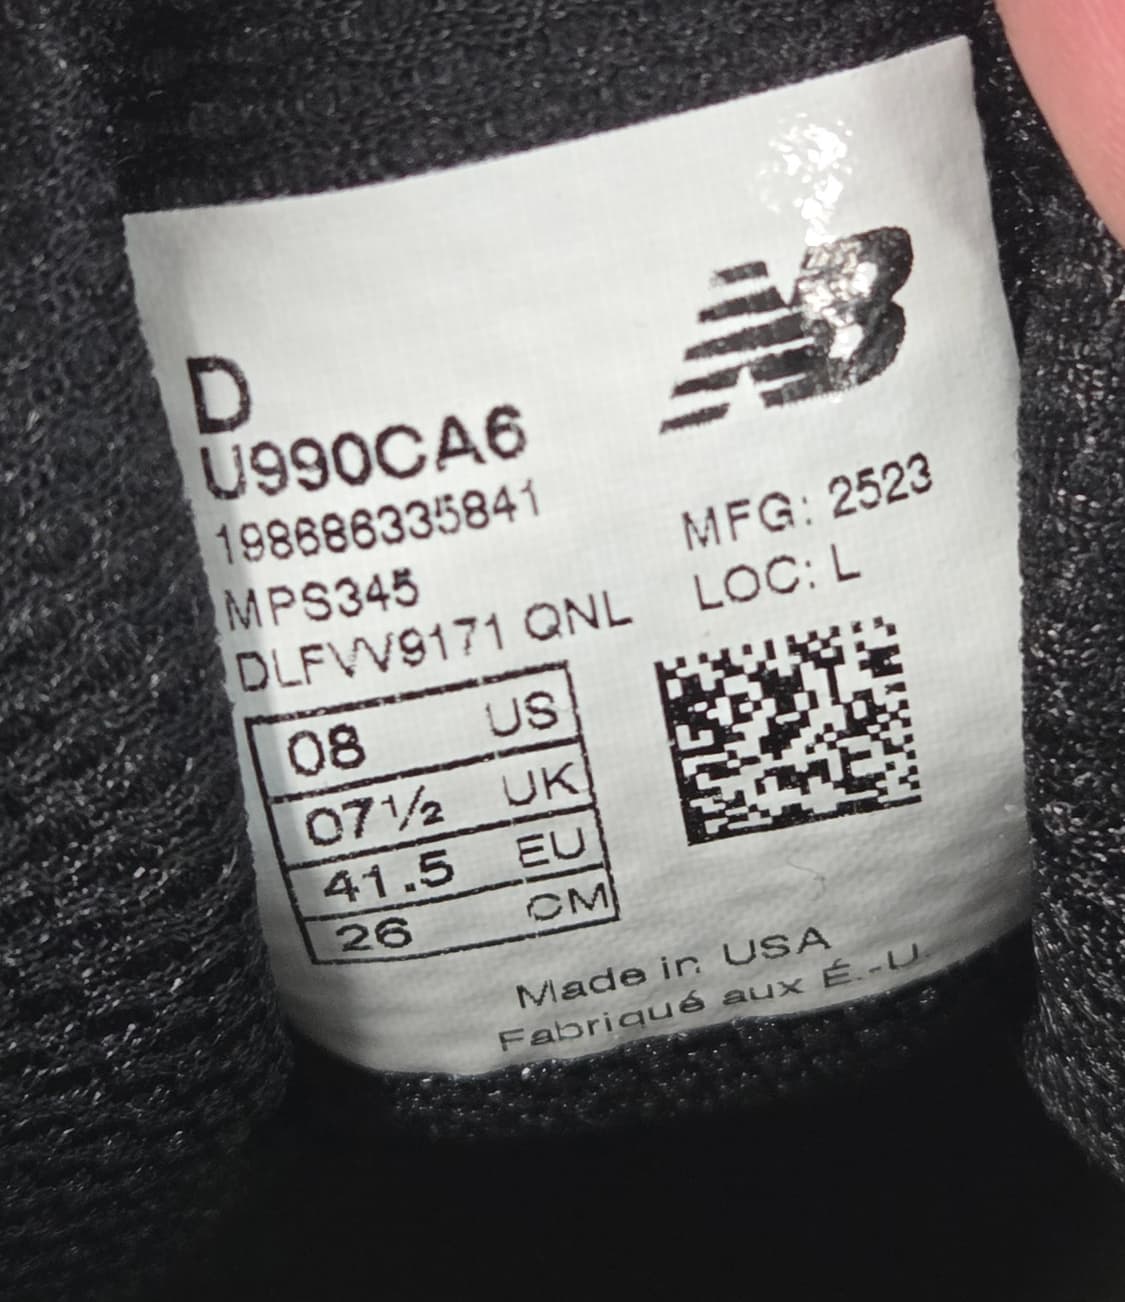 NB
D
U990CA6
198686335841
MPS345
DLFVV9171 QNL
MFG: 2523
LOC: L
08 US
07½ UK
41.5 EU
26 CM
Made in USA
Fabriqué aux É.-U.